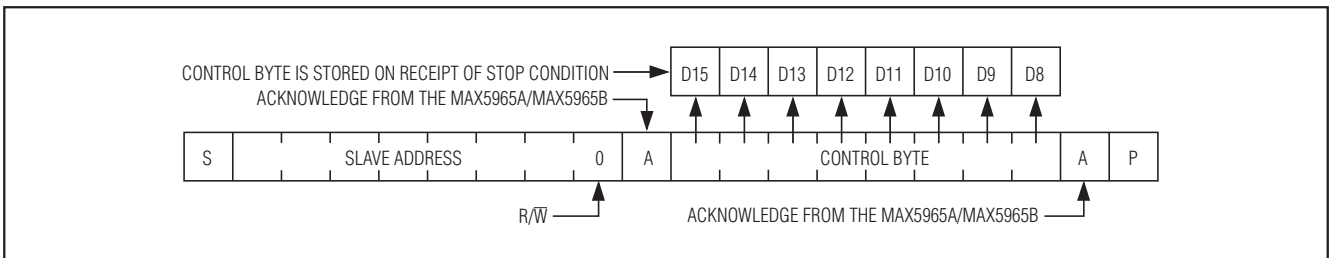 CONTROL BYTE IS STORED ON RECEIPT OF STOP CONDITION D15 D14 D13 D12 D11 D10 D9 D8
ACKNOWLEDGE FROM THE MAX5965A/MAX5965B
S SLAVE ADDRESS 0 A CONTROL BYTE A P
R/W̅ ACKNOWLEDGE FROM THE MAX5965A/MAX5965B